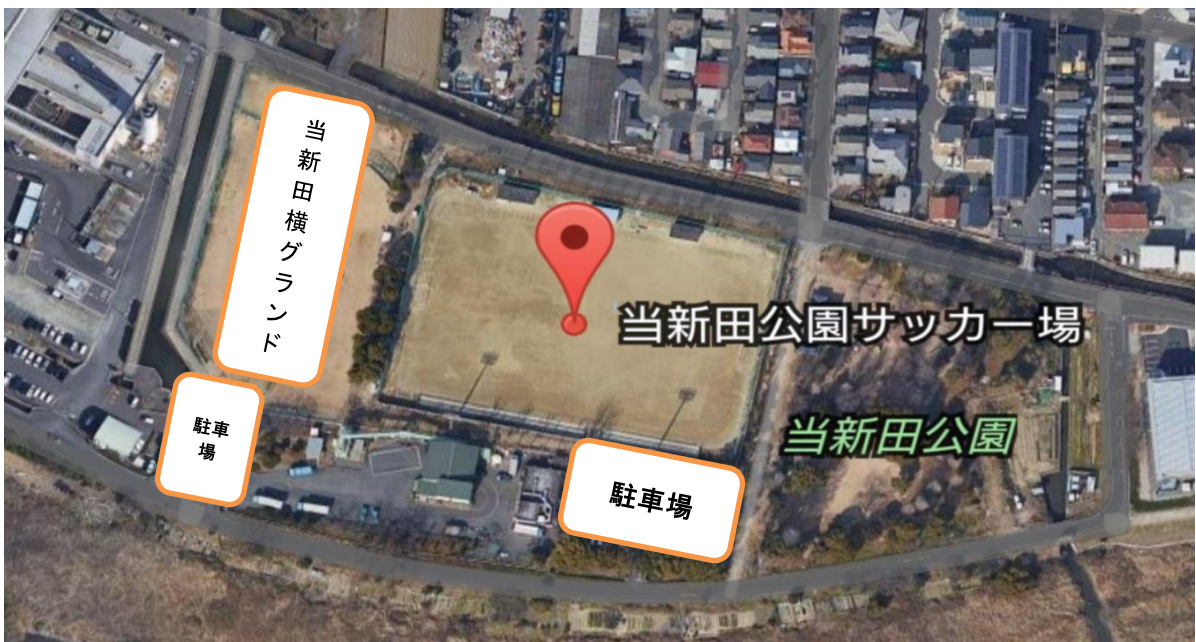 当新田横グランド
当新田公園サッカー場
当新田公園
駐車
場
駐車場